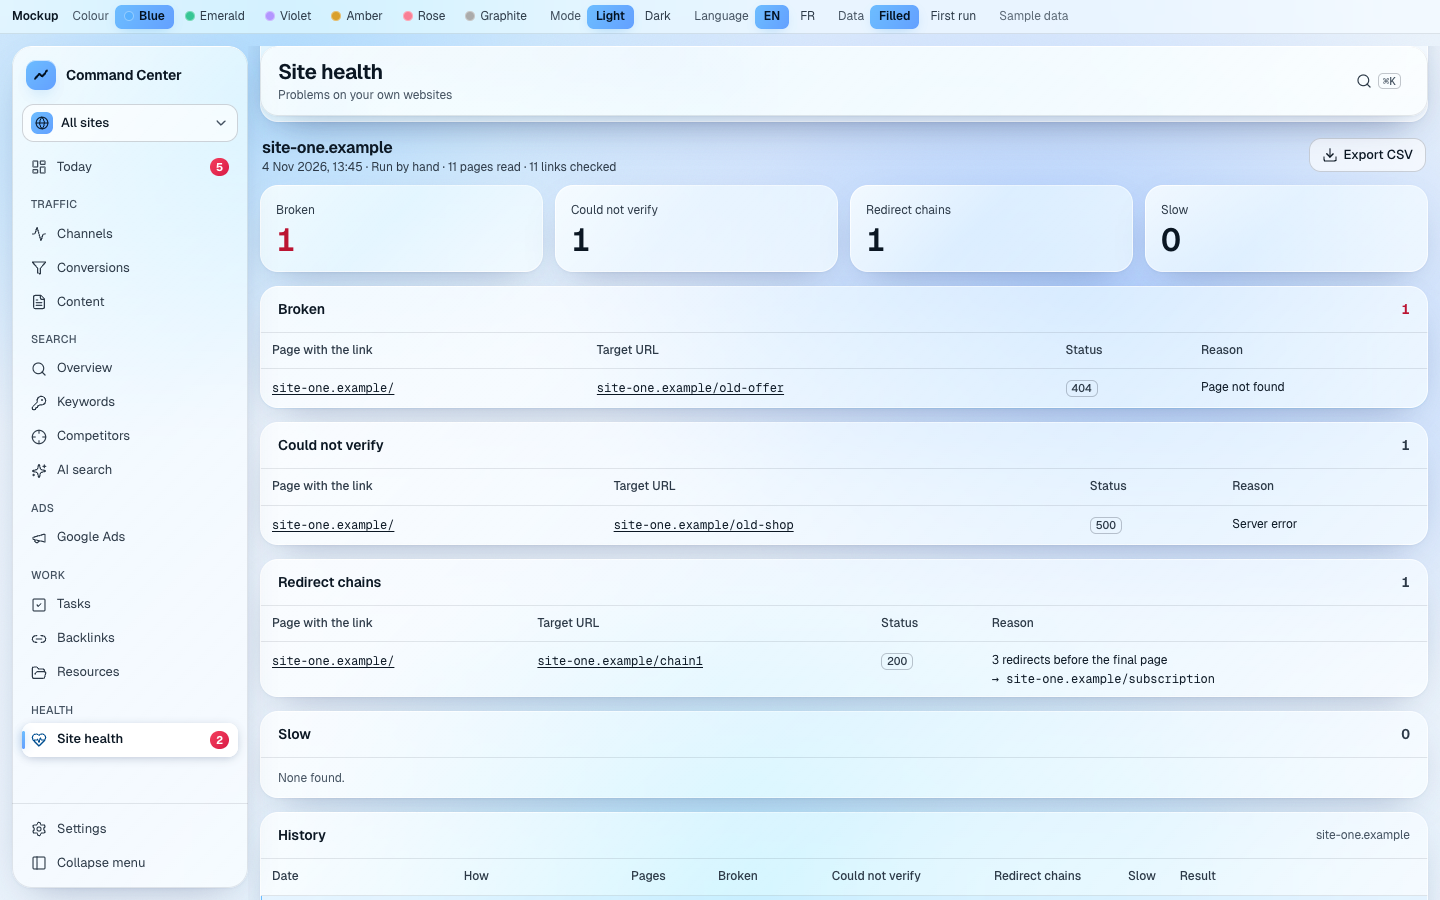 Mockup Colour Blue Emerald Violet Amber Rose Graphite Mode Light Dark Language EN FR Data Filled First run Sample data
Command Center
All sites
Today 5
TRAFFIC
Channels
Conversions
Content
SEARCH
Overview
Keywords
Competitors
AI search
ADS
Google Ads
WORK
Tasks
Backlinks
Resources
HEALTH
Site health 2
Settings
Collapse menu
Site health
Problems on your own websites
⌘K
site-one.example
4 Nov 2026, 13:45 · Run by hand · 11 pages read · 11 links checked
Export CSV
Broken
1
Could not verify
1
Redirect chains
1
Slow
0
Broken 1
Page with the link Target URL Status Reason
site-one.example/ site-one.example/old-offer 404 Page not found
Could not verify 1
Page with the link Target URL Status Reason
site-one.example/ site-one.example/old-shop 500 Server error
Redirect chains 1
Page with the link Target URL Status Reason
site-one.example/ site-one.example/chain1 200 3 redirects before the final page
→ site-one.example/subscription
Slow 0
None found.
History site-one.example
Date How Pages Broken Could not verify Redirect chains Slow Result